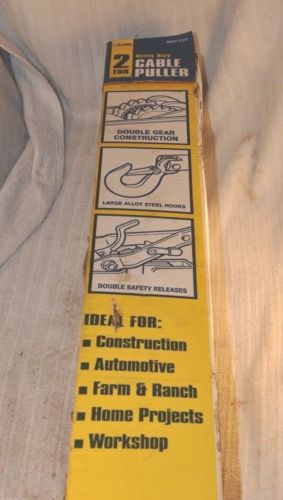 2
TON
Heavy Duty
CABLE
PULLER
DOUBLE GEAR
CONSTRUCTION
LARGE ALLOY STEEL HOOKS
DOUBLE SAFETY RELEASES
IDEAL FOR:
■ Construction
■ Automotive
■ Farm & Ranch
■ Home Projects
■ Workshop